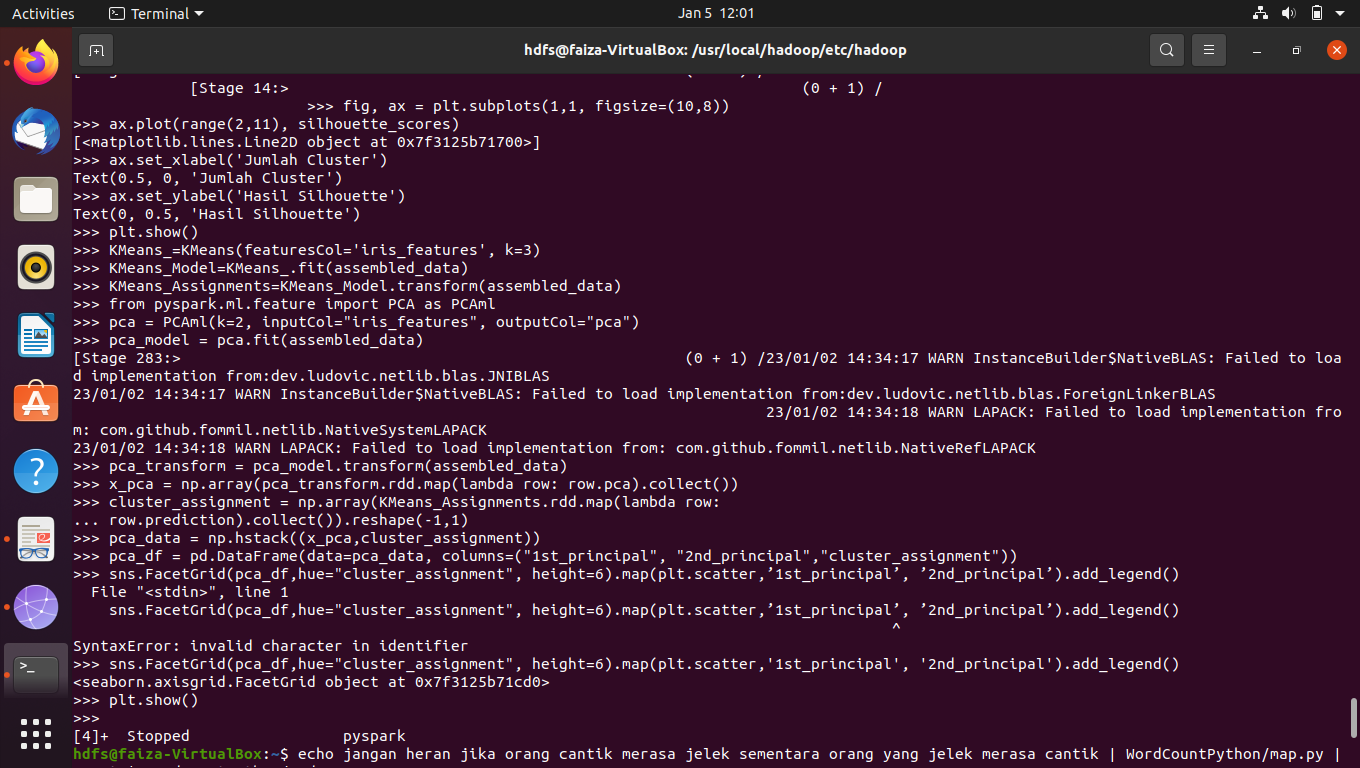 Activities
Terminal
Jan 5 12:01
hdfs@faiza-VirtualBox: /usr/local/hadoop/etc/hadoop
[Stage 14:> (0 + 1) /
>>> fig, ax = plt.subplots(1,1, figsize=(10,8))
>>> ax.plot(range(2,11), silhouette_scores)
[<matplotlib.lines.Line2D object at 0x7f3125b71700>]
>>> ax.set_xlabel('Jumlah Cluster')
Text(0.5, 0, 'Jumlah Cluster')
>>> ax.set_ylabel('Hasil Silhouette')
Text(0, 0.5, 'Hasil Silhouette')
>>> plt.show()
>>> KMeans_=KMeans(featuresCol='iris_features', k=3)
>>> KMeans_Model=KMeans_.fit(assembled_data)
>>> KMeans_Assignments=KMeans_Model.transform(assembled_data)
>>> from pyspark.ml.feature import PCA as PCAml
>>> pca = PCAml(k=2, inputCol="iris_features", outputCol="pca")
>>> pca_model = pca.fit(assembled_data)
[Stage 283:> (0 + 1) /23/01/02 14:34:17 WARN InstanceBuilder$NativeBLAS: Failed to loa
d implementation from:dev.ludovic.netlib.blas.JNIBLAS
23/01/02 14:34:17 WARN InstanceBuilder$NativeBLAS: Failed to load implementation from:dev.ludovic.netlib.blas.ForeignLinkerBLAS
23/01/02 14:34:18 WARN LAPACK: Failed to load implementation fro
m: com.github.fommil.netlib.NativeSystemLAPACK
23/01/02 14:34:18 WARN LAPACK: Failed to load implementation from: com.github.fommil.netlib.NativeRefLAPACK
>>> pca_transform = pca_model.transform(assembled_data)
>>> x_pca = np.array(pca_transform.rdd.map(lambda row: row.pca).collect())
>>> cluster_assignment = np.array(KMeans_Assignments.rdd.map(lambda row:
... row.prediction).collect()).reshape(-1,1)
>>> pca_data = np.hstack((x_pca,cluster_assignment))
>>> pca_df = pd.DataFrame(data=pca_data, columns=("1st_principal", "2nd_principal","cluster_assignment"))
>>> sns.FacetGrid(pca_df,hue="cluster_assignment", height=6).map(plt.scatter,’1st_principal’, ’2nd_principal’).add_legend()
File "<stdin>", line 1
sns.FacetGrid(pca_df,hue="cluster_assignment", height=6).map(plt.scatter,’1st_principal’, ’2nd_principal’).add_legend()
^
SyntaxError: invalid character in identifier
>>> sns.FacetGrid(pca_df,hue="cluster_assignment", height=6).map(plt.scatter,'1st_principal', '2nd_principal').add_legend()
<seaborn.axisgrid.FacetGrid object at 0x7f3125b71cd0>
>>> plt.show()
>>>
[4]+ Stopped pyspark
hdfs@faiza-VirtualBox:~$ echo jangan heran jika orang cantik merasa jelek sementara orang yang jelek merasa cantik | WordCountPython/map.py |